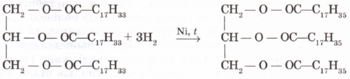 CH₂ — O — OC—C₁₇H₃₃ CH₂ — O — OC—C₁₇H₃₅
CH — O — OC—C₁₇H₃₃ + 3H₂ Ni, t CH — O — OC—C₁₇H₃₅
CH₂ — O — OC—C₁₇H₃₃ CH₂ — O — OC—C₁₇H₃₅